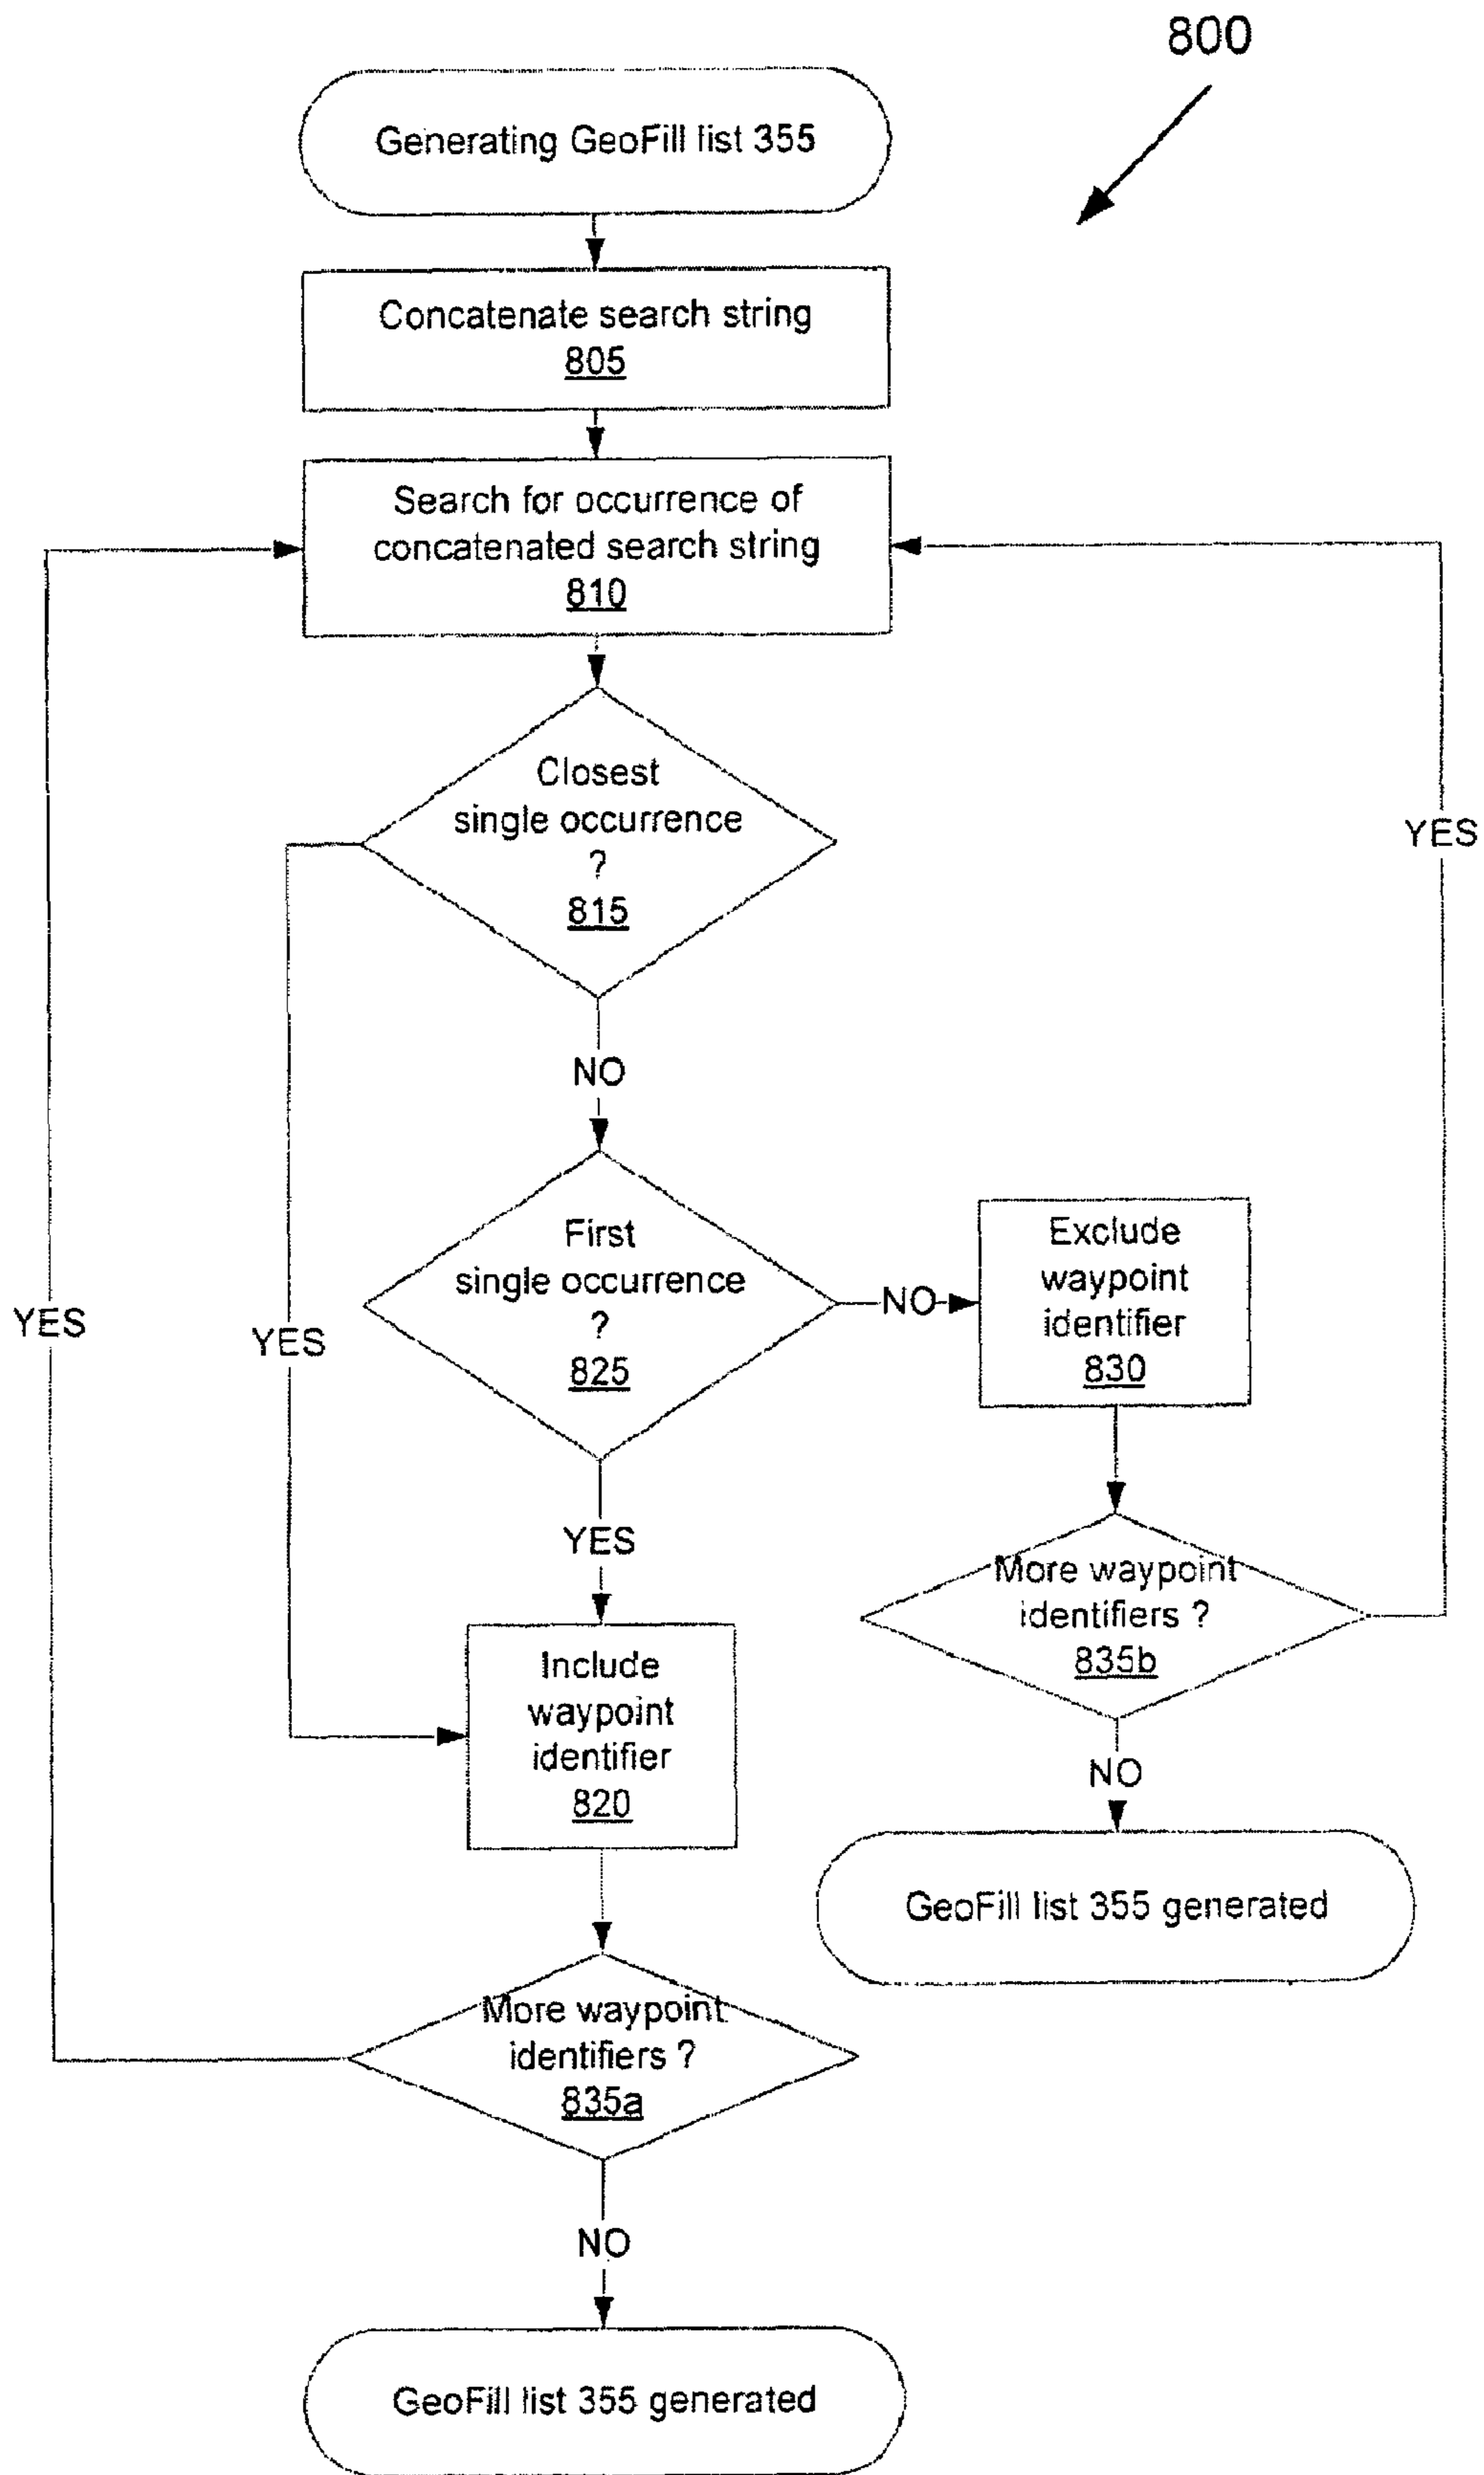 800
Generating GeoFill list 355
Concatenate search string
805
Search for occurrence of
concatenated search string
810
Closest
single occurrence
?
815
YES
NO
First
single occurrence
?
825
NO
Exclude
waypoint
identifier
830
YES
YES
YES
More waypoint
identifiers ?
835b
Include
waypoint
identifier
820
NO
GeoFill list 355 generated
More waypoint
identifiers ?
835a
NO
GeoFill list 355 generated